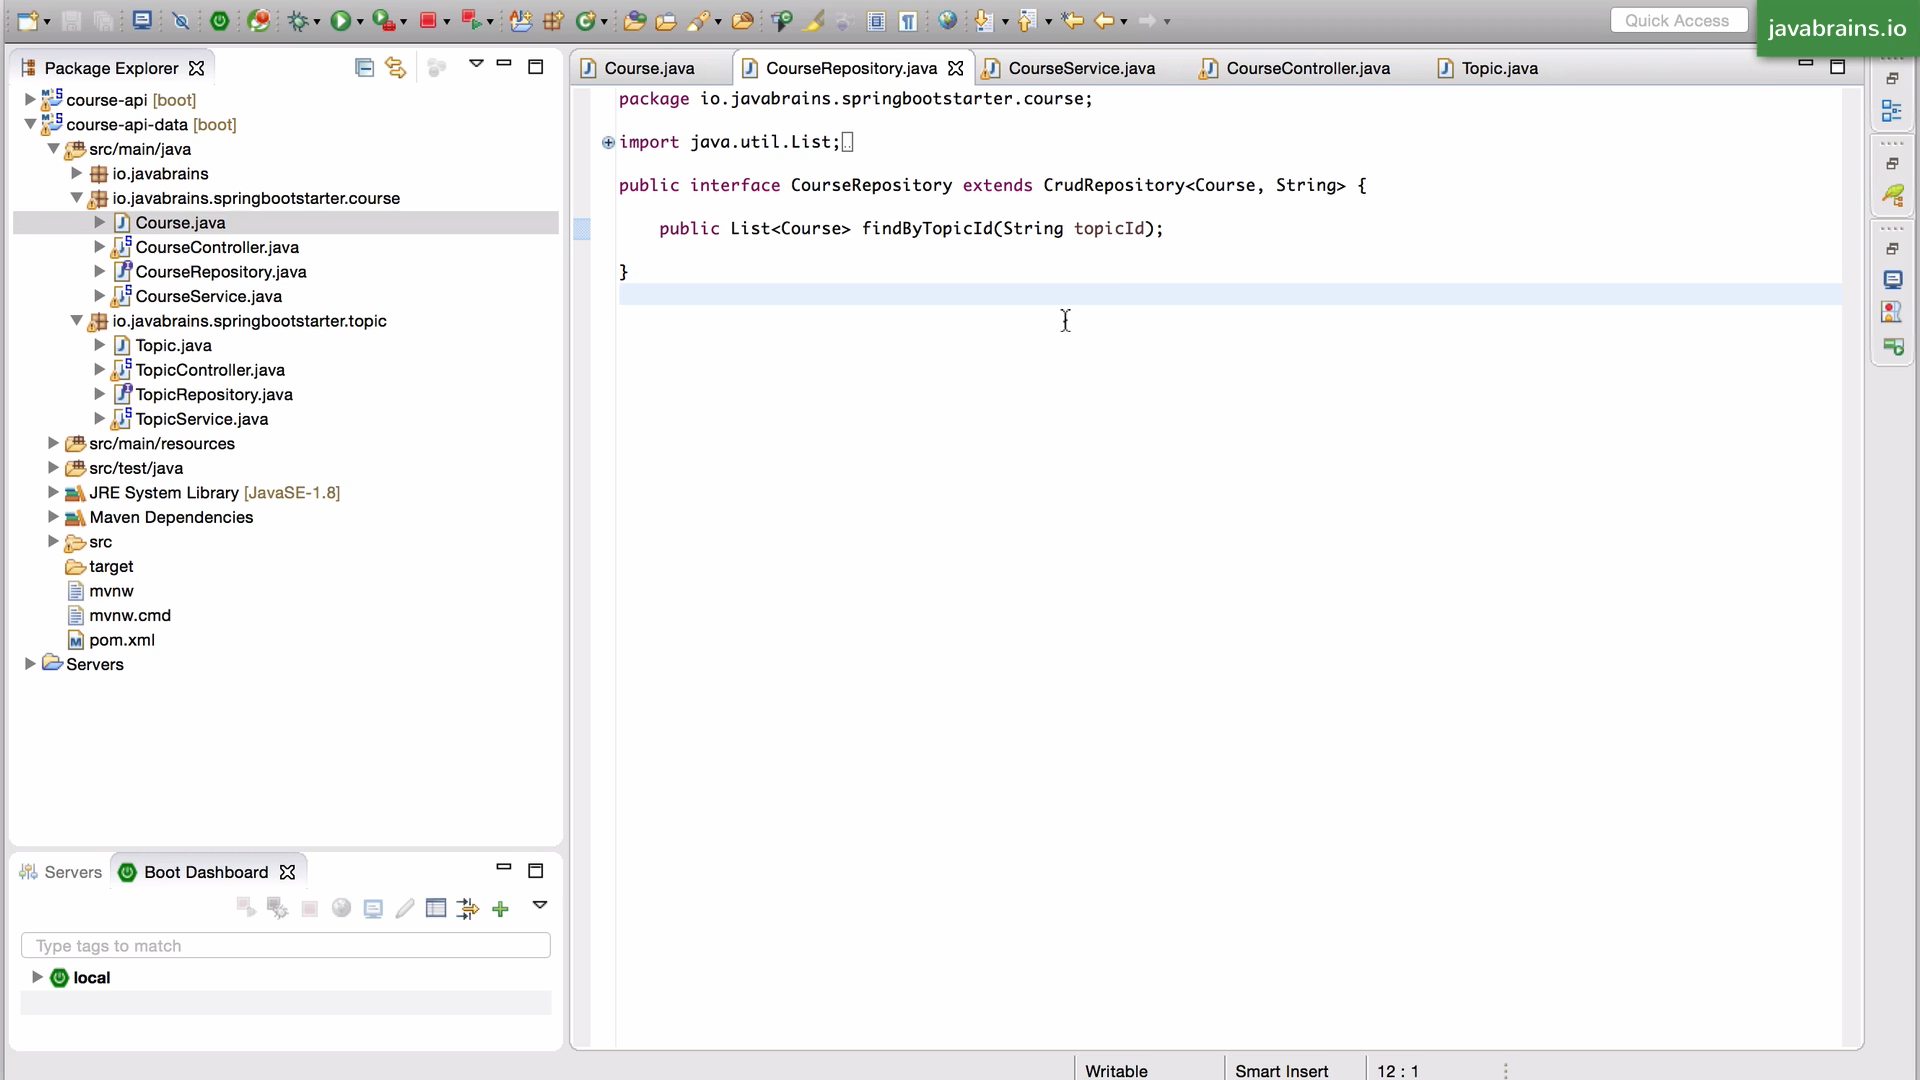 Quick Access
javabrains.io
Package Explorer
course-api [boot]
course-api-data [boot]
src/main/java
io.javabrains
io.javabrains.springbootstarter.course
Course.java
CourseController.java
CourseRepository.java
CourseService.java
io.javabrains.springbootstarter.topic
Topic.java
TopicController.java
TopicRepository.java
TopicService.java
src/main/resources
src/test/java
JRE System Library [JavaSE-1.8]
Maven Dependencies
src
target
mvnw
mvnw.cmd
pom.xml
Servers
Course.java
CourseRepository.java
CourseService.java
CourseController.java
Topic.java
package io.javabrains.springbootstarter.course;
import java.util.List;
public interface CourseRepository extends CrudRepository<Course, String> {
public List<Course> findByTopicId(String topicId);
}
Servers
Boot Dashboard
Type tags to match
local
Writable
Smart Insert
12 : 1